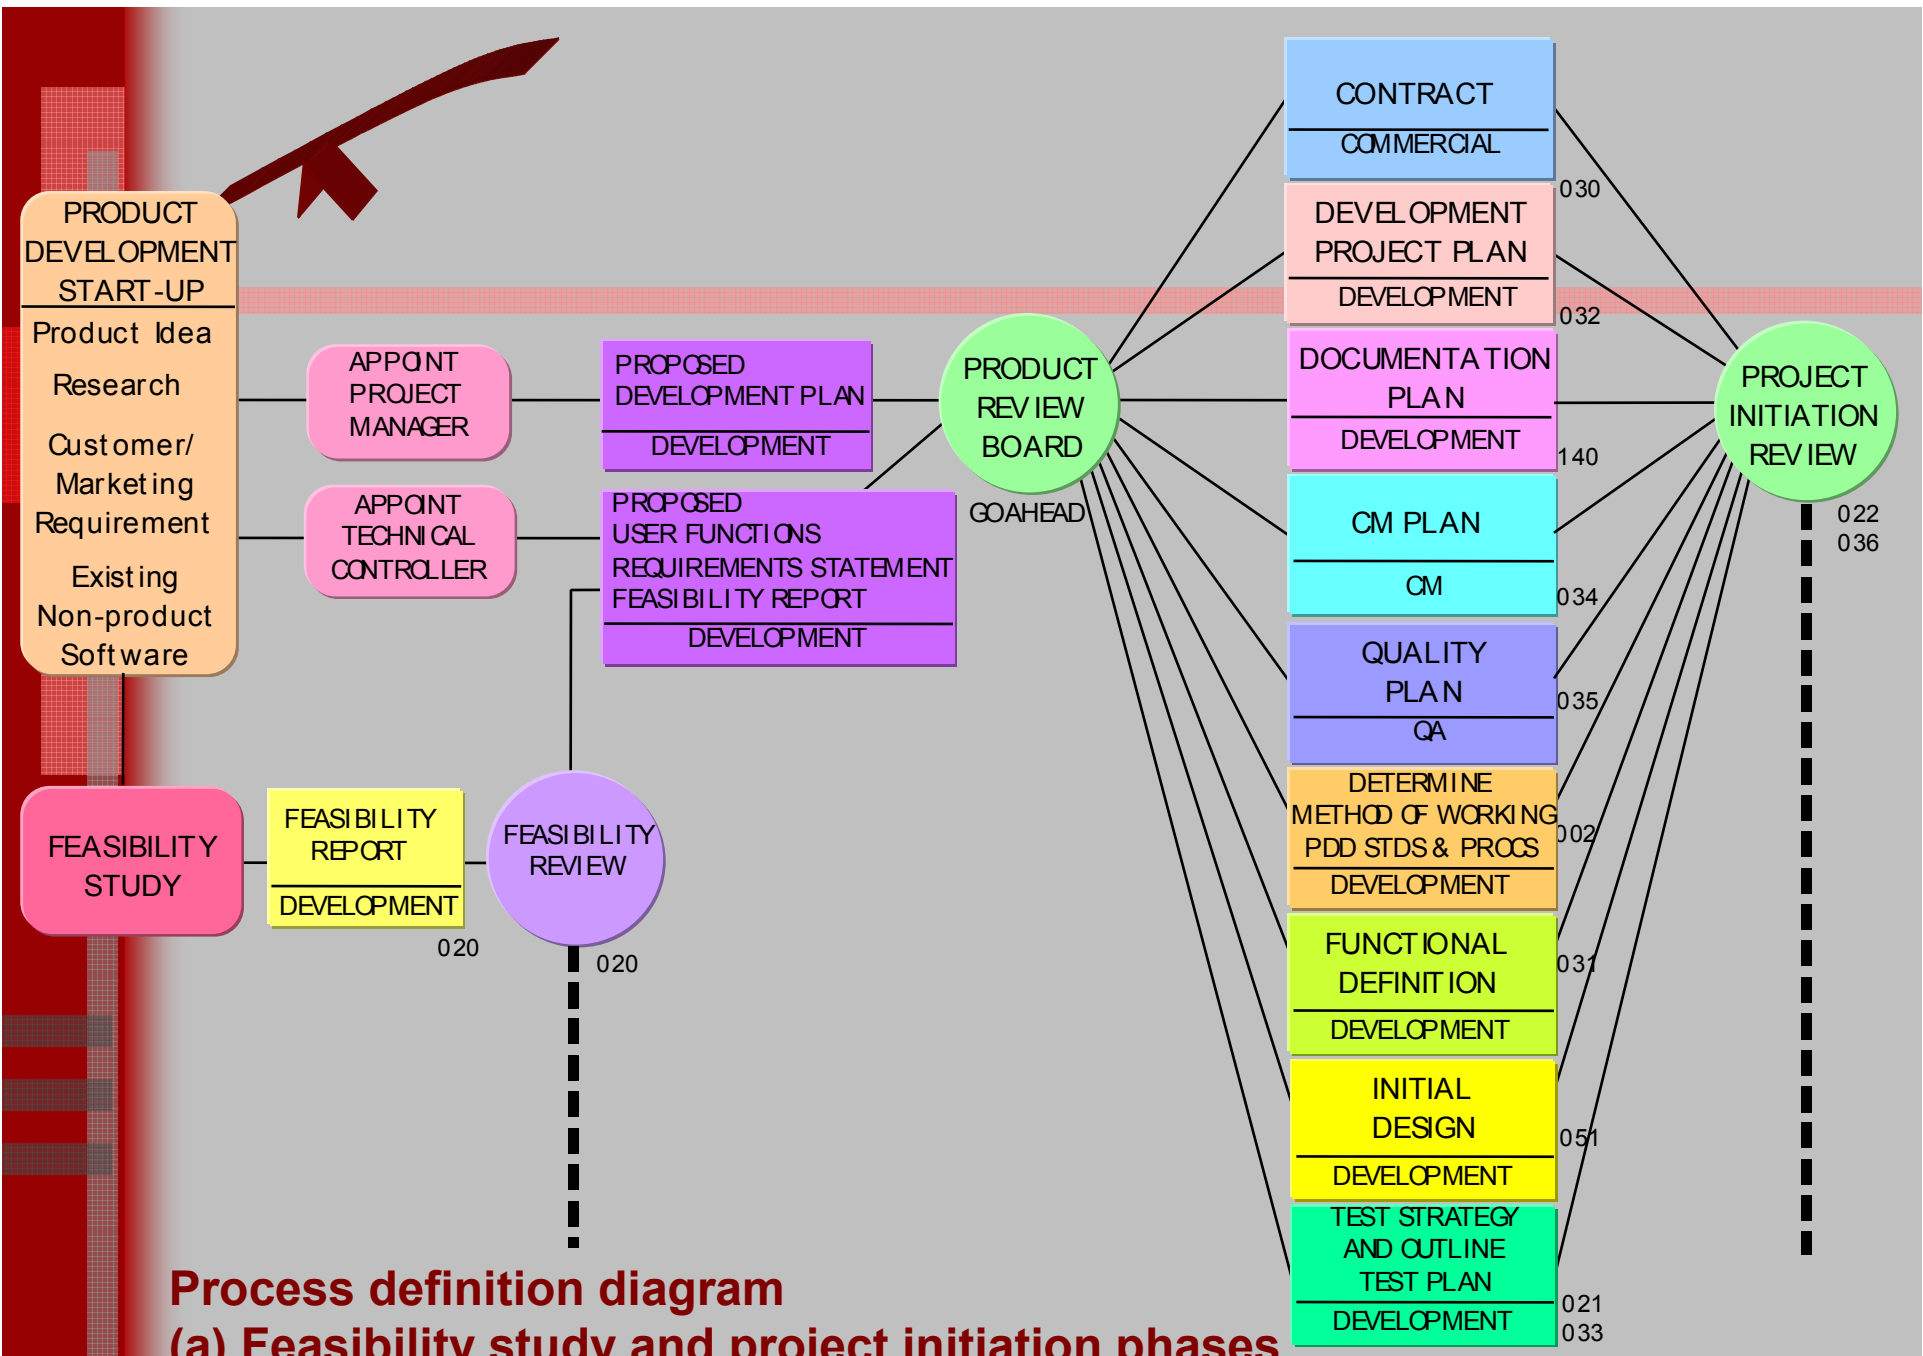 PRODUCT
DEVELOPMENT
START-UP
Product Idea
Research
Customer/
Marketing
Requirement
Existing
Non-product
Software
APPOINT
PROJECT
MANAGER
APPOINT
TECHNICAL
CONTROLLER
PROPOSED
DEVELOPMENT PLAN
DEVELOPMENT
PROPOSED
USER FUNCTIONS
REQUIREMENTS STATEMENT
FEASIBILITY REPORT
DEVELOPMENT
FEASIBILITY
STUDY
FEASIBILITY
REPORT
DEVELOPMENT
020
FEASIBILITY
REVIEW
020
PRODUCT
REVIEW
BOARD
GOAHEAD
CONTRACT
COMMERCIAL
030
DEVELOPMENT
PROJECT PLAN
DEVELOPMENT
032
DOCUMENTATION
PLAN
DEVELOPMENT
140
CM PLAN
CM
034
QUALITY
PLAN
QA
035
DETERMINE
METHOD OF WORKING
PDD STDS & PROCS
DEVELOPMENT
002
FUNCTIONAL
DEFINITION
DEVELOPMENT
031
INITIAL
DESIGN
DEVELOPMENT
051
TEST STRATEGY
AND OUTLINE
TEST PLAN
DEVELOPMENT
021
033
PROJECT
INITIATION
REVIEW
022
036
Process definition diagram
(a) Feasibility study and project initiation phases